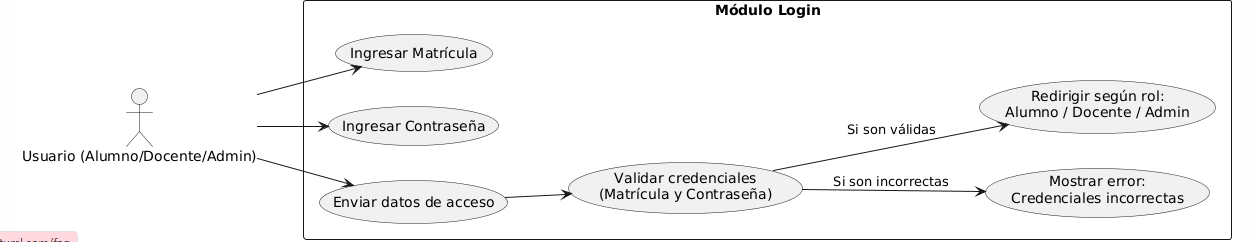 Módulo Login
Ingresar Matrícula
Ingresar Contraseña
Usuario (Alumno/Docente/Admin)
Enviar datos de acceso
Validar credenciales
(Matrícula y Contraseña)
Si son válidas
Redirigir según rol:
Alumno / Docente / Admin
Si son incorrectas
Mostrar error:
Credenciales incorrectas